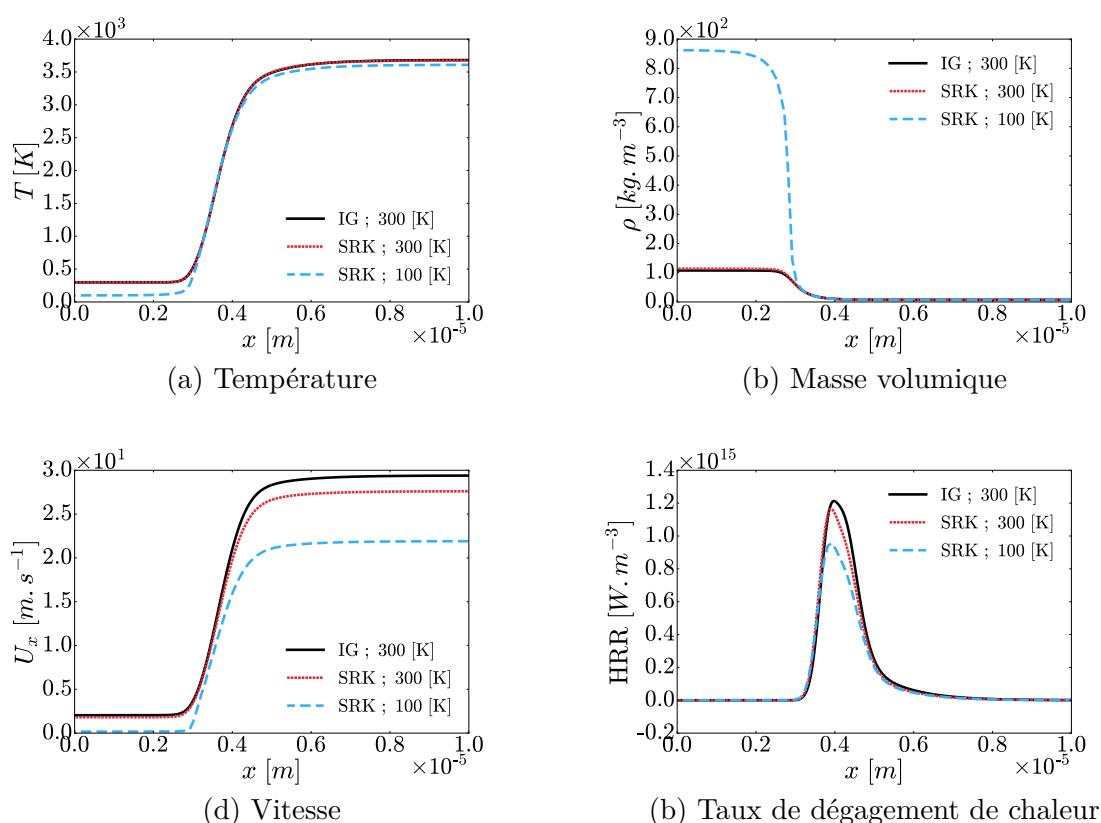 ×10³
4.0
3.5
3.0
2.5
2.0
1.5
1.0
0.5
0.0
T [K]
IG ; 300 [K]
SRK ; 300 [K]
SRK ; 100 [K]
0.0 0.2 0.4 0.6 0.8 1.0
×10⁻⁵
x [m]
(a) Température
×10²
9.0
8.0
7.0
6.0
5.0
4.0
3.0
2.0
1.0
0.0
ρ [kg.m⁻³]
IG ; 300 [K]
SRK ; 300 [K]
SRK ; 100 [K]
0.0 0.2 0.4 0.6 0.8 1.0
×10⁻⁵
x [m]
(b) Masse volumique
×10¹
3.0
2.5
2.0
1.5
1.0
0.5
0.0
Uₓ [m.s⁻¹]
IG ; 300 [K]
SRK ; 300 [K]
SRK ; 100 [K]
0.0 0.2 0.4 0.6 0.8 1.0
×10⁻⁵
x [m]
(d) Vitesse
×10¹⁵
1.4
1.2
1.0
0.8
0.6
0.4
0.2
0.0
-0.2
HRR [W.m⁻³]
IG ; 300 [K]
SRK ; 300 [K]
SRK ; 100 [K]
0.0 0.2 0.4 0.6 0.8 1.0
×10⁻⁵
x [m]
(b) Taux de dégagement de chaleur